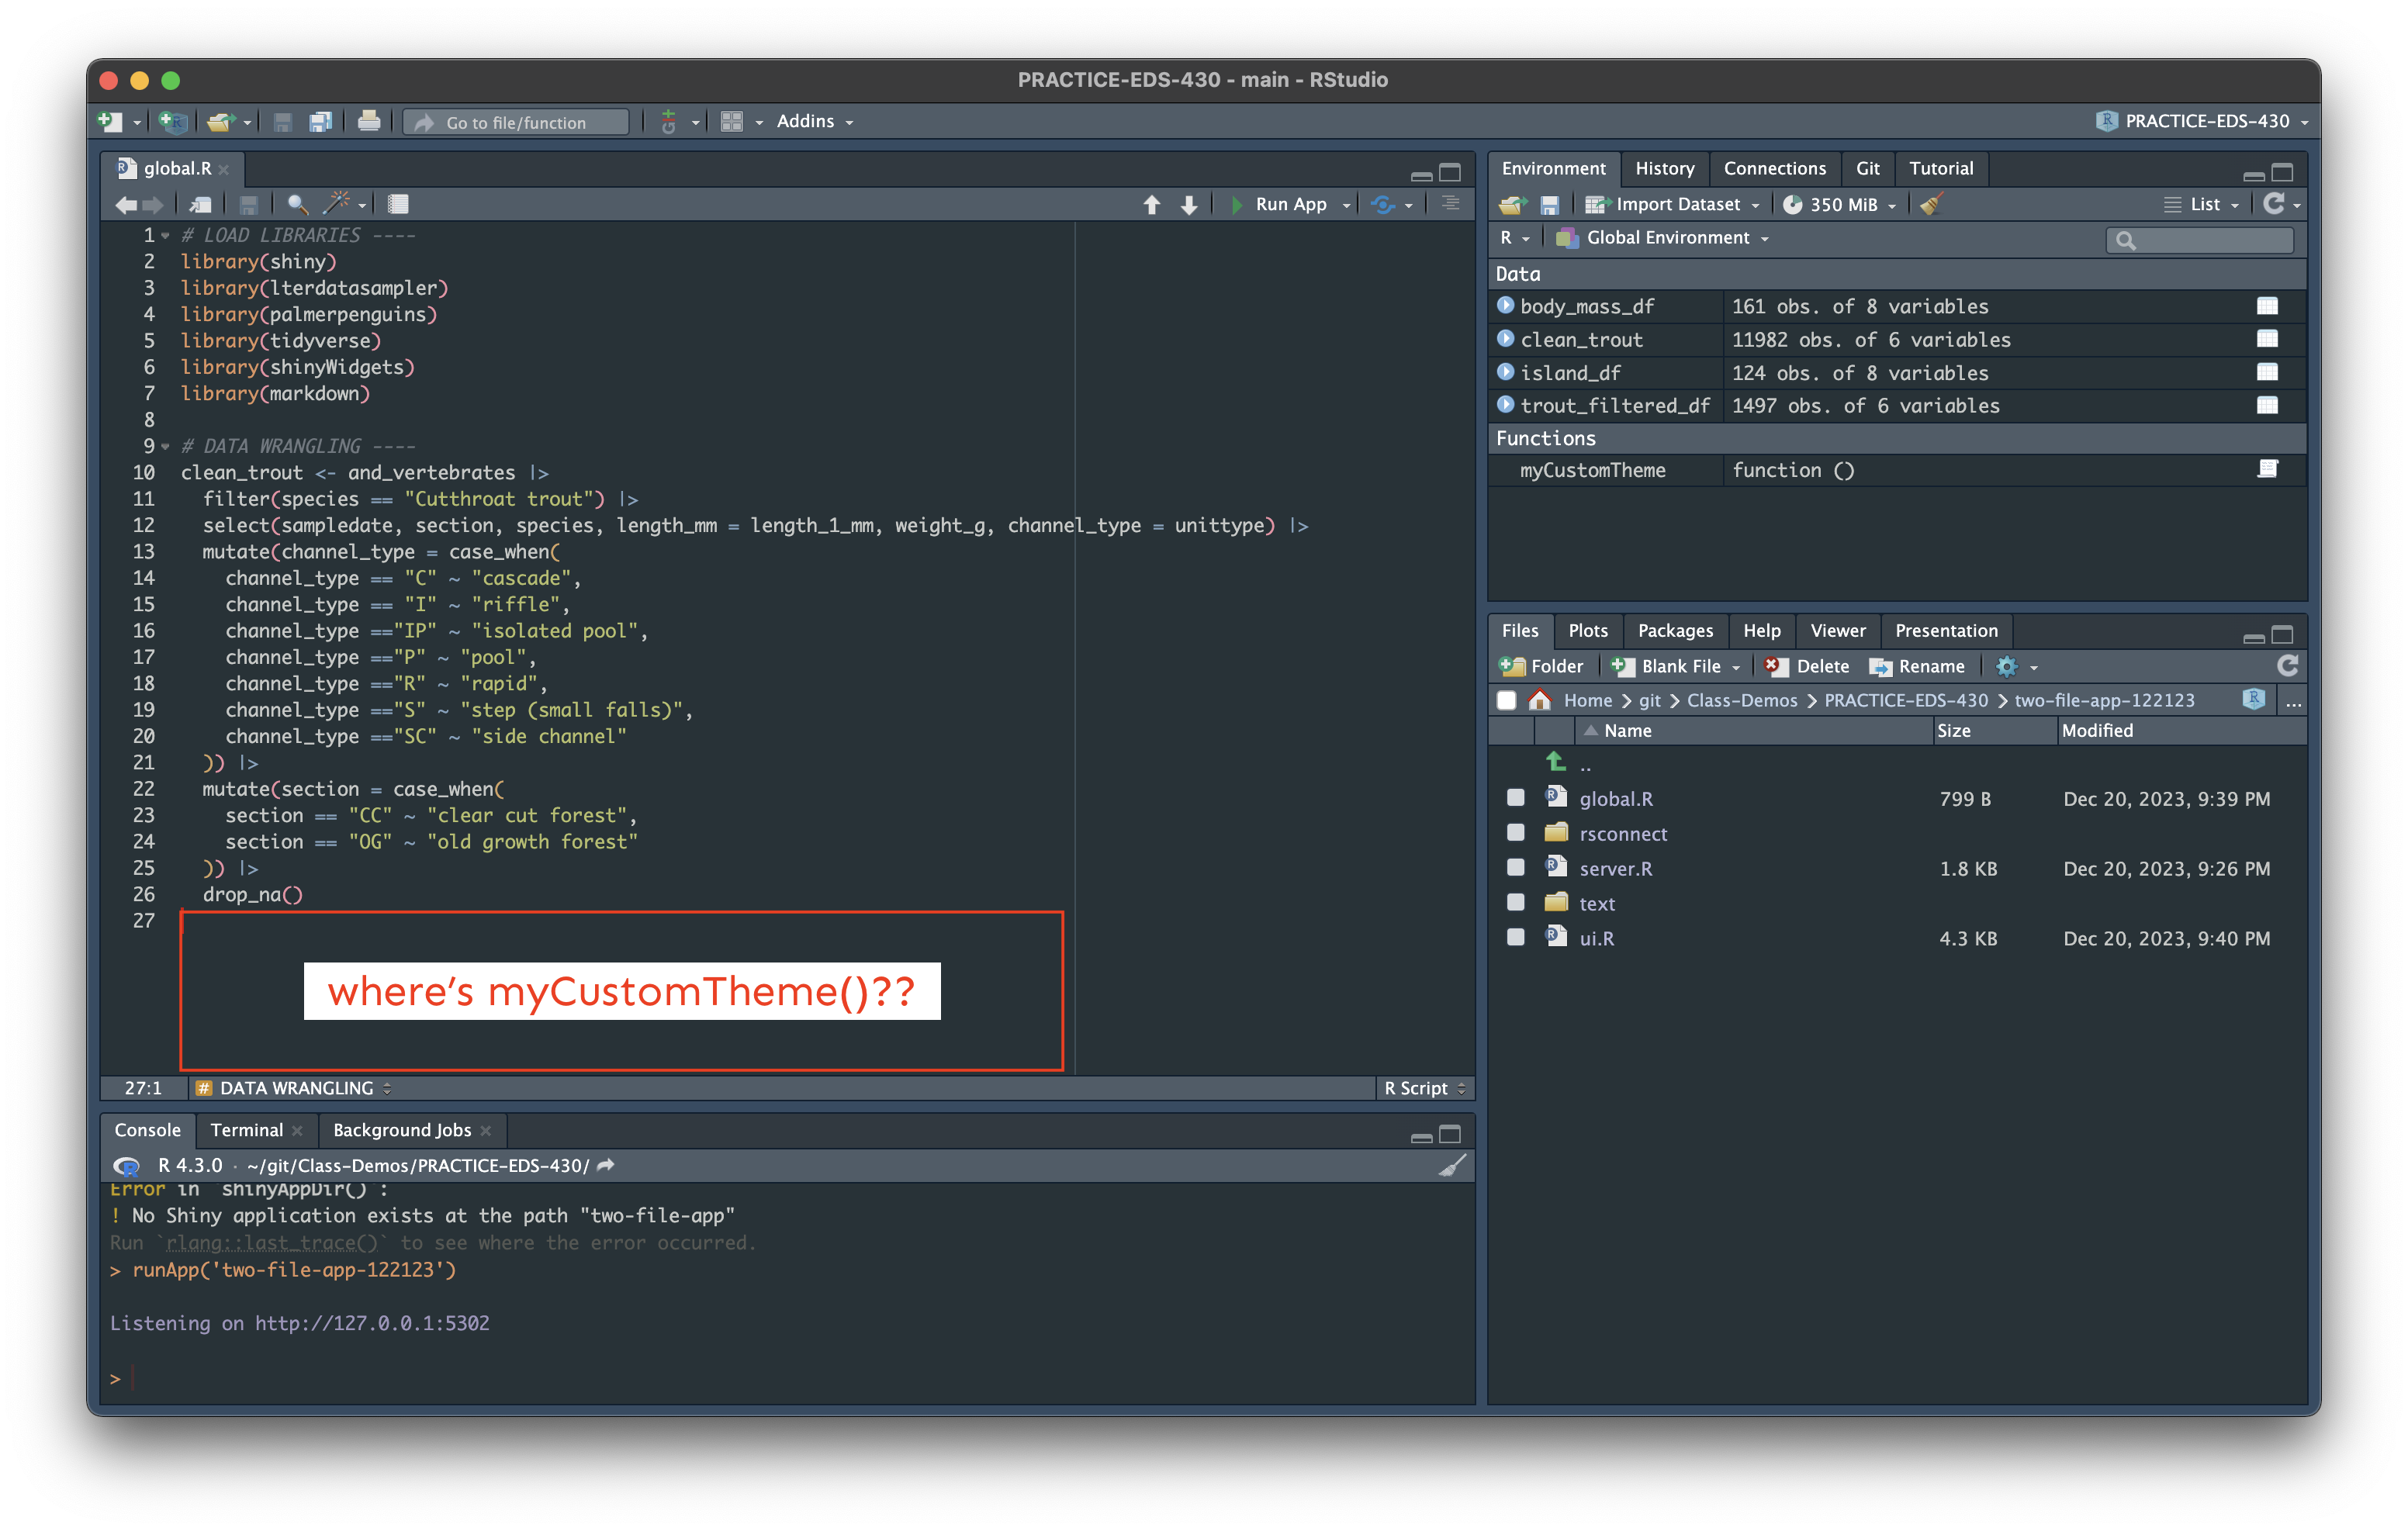 PRACTICE-EDS-430 - main - RStudio
Go to file/function
Addins
PRACTICE-EDS-430
global.R
Run App
1 # LOAD LIBRARIES ----
2 library(shiny)
3 library(lterdatasampler)
4 library(palmerpenguins)
5 library(tidyverse)
6 library(shinyWidgets)
7 library(markdown)
8
9 # DATA WRANGLING ----
10 clean_trout <- and_vertebrates |>
11   filter(species == "Cutthroat trout") |>
12   select(sampledate, section, species, length_mm = length_1_mm, weight_g, channel_type = unittype) |>
13   mutate(channel_type = case_when(
14     channel_type == "C" ~ "cascade",
15     channel_type == "I" ~ "riffle",
16     channel_type =="IP" ~ "isolated pool",
17     channel_type =="P" ~ "pool",
18     channel_type =="R" ~ "rapid",
19     channel_type =="S" ~ "step (small falls)",
20     channel_type =="SC" ~ "side channel"
21   )) |>
22   mutate(section = case_when(
23     section == "CC" ~ "clear cut forest",
24     section == "OG" ~ "old growth forest"
25   )) |>
26   drop_na()
27
where's myCustomTheme()??
27:1 # DATA WRANGLING R Script
Console Terminal Background Jobs
R 4.3.0 · ~/git/Class-Demos/PRACTICE-EDS-430/
Error in `shinyAppDir()`:
! No Shiny application exists at the path "two-file-app"
Run `rlang::last_trace()` to see where the error occurred.
> runApp('two-file-app-122123')
Listening on http://127.0.0.1:5302
>
Environment History Connections Git Tutorial
Import Dataset 350 MiB List
R Global Environment
Data
body_mass_df 161 obs. of 8 variables
clean_trout 11982 obs. of 6 variables
island_df 124 obs. of 8 variables
trout_filtered_df 1497 obs. of 6 variables
Functions
myCustomTheme function ()
Files Plots Packages Help Viewer Presentation
Folder Blank File Delete Rename
Home > git > Class-Demos > PRACTICE-EDS-430 > two-file-app-122123 R ...
Name Size Modified
..
global.R 799 B Dec 20, 2023, 9:39 PM
rsconnect
server.R 1.8 KB Dec 20, 2023, 9:26 PM
text
ui.R 4.3 KB Dec 20, 2023, 9:40 PM